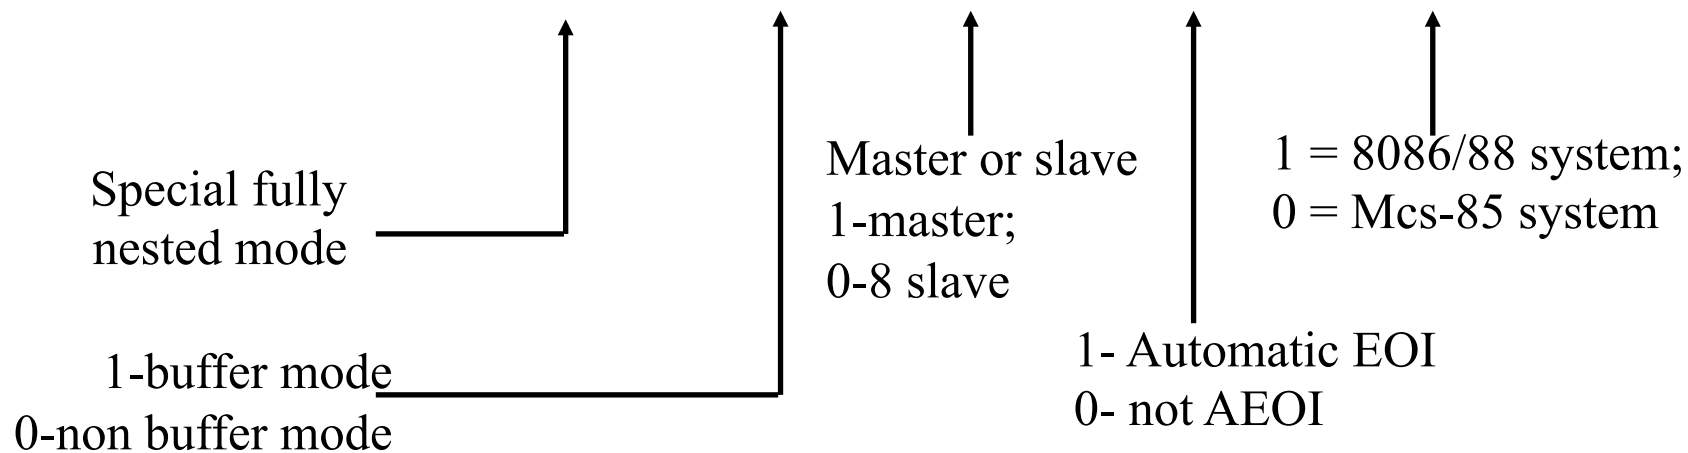 Special fully
nested mode
1-buffer mode
0-non buffer mode
Master or slave
1-master;
0-8 slave
1- Automatic EOI
0- not AEOI
1 = 8086/88 system;
0 = Mcs-85 system